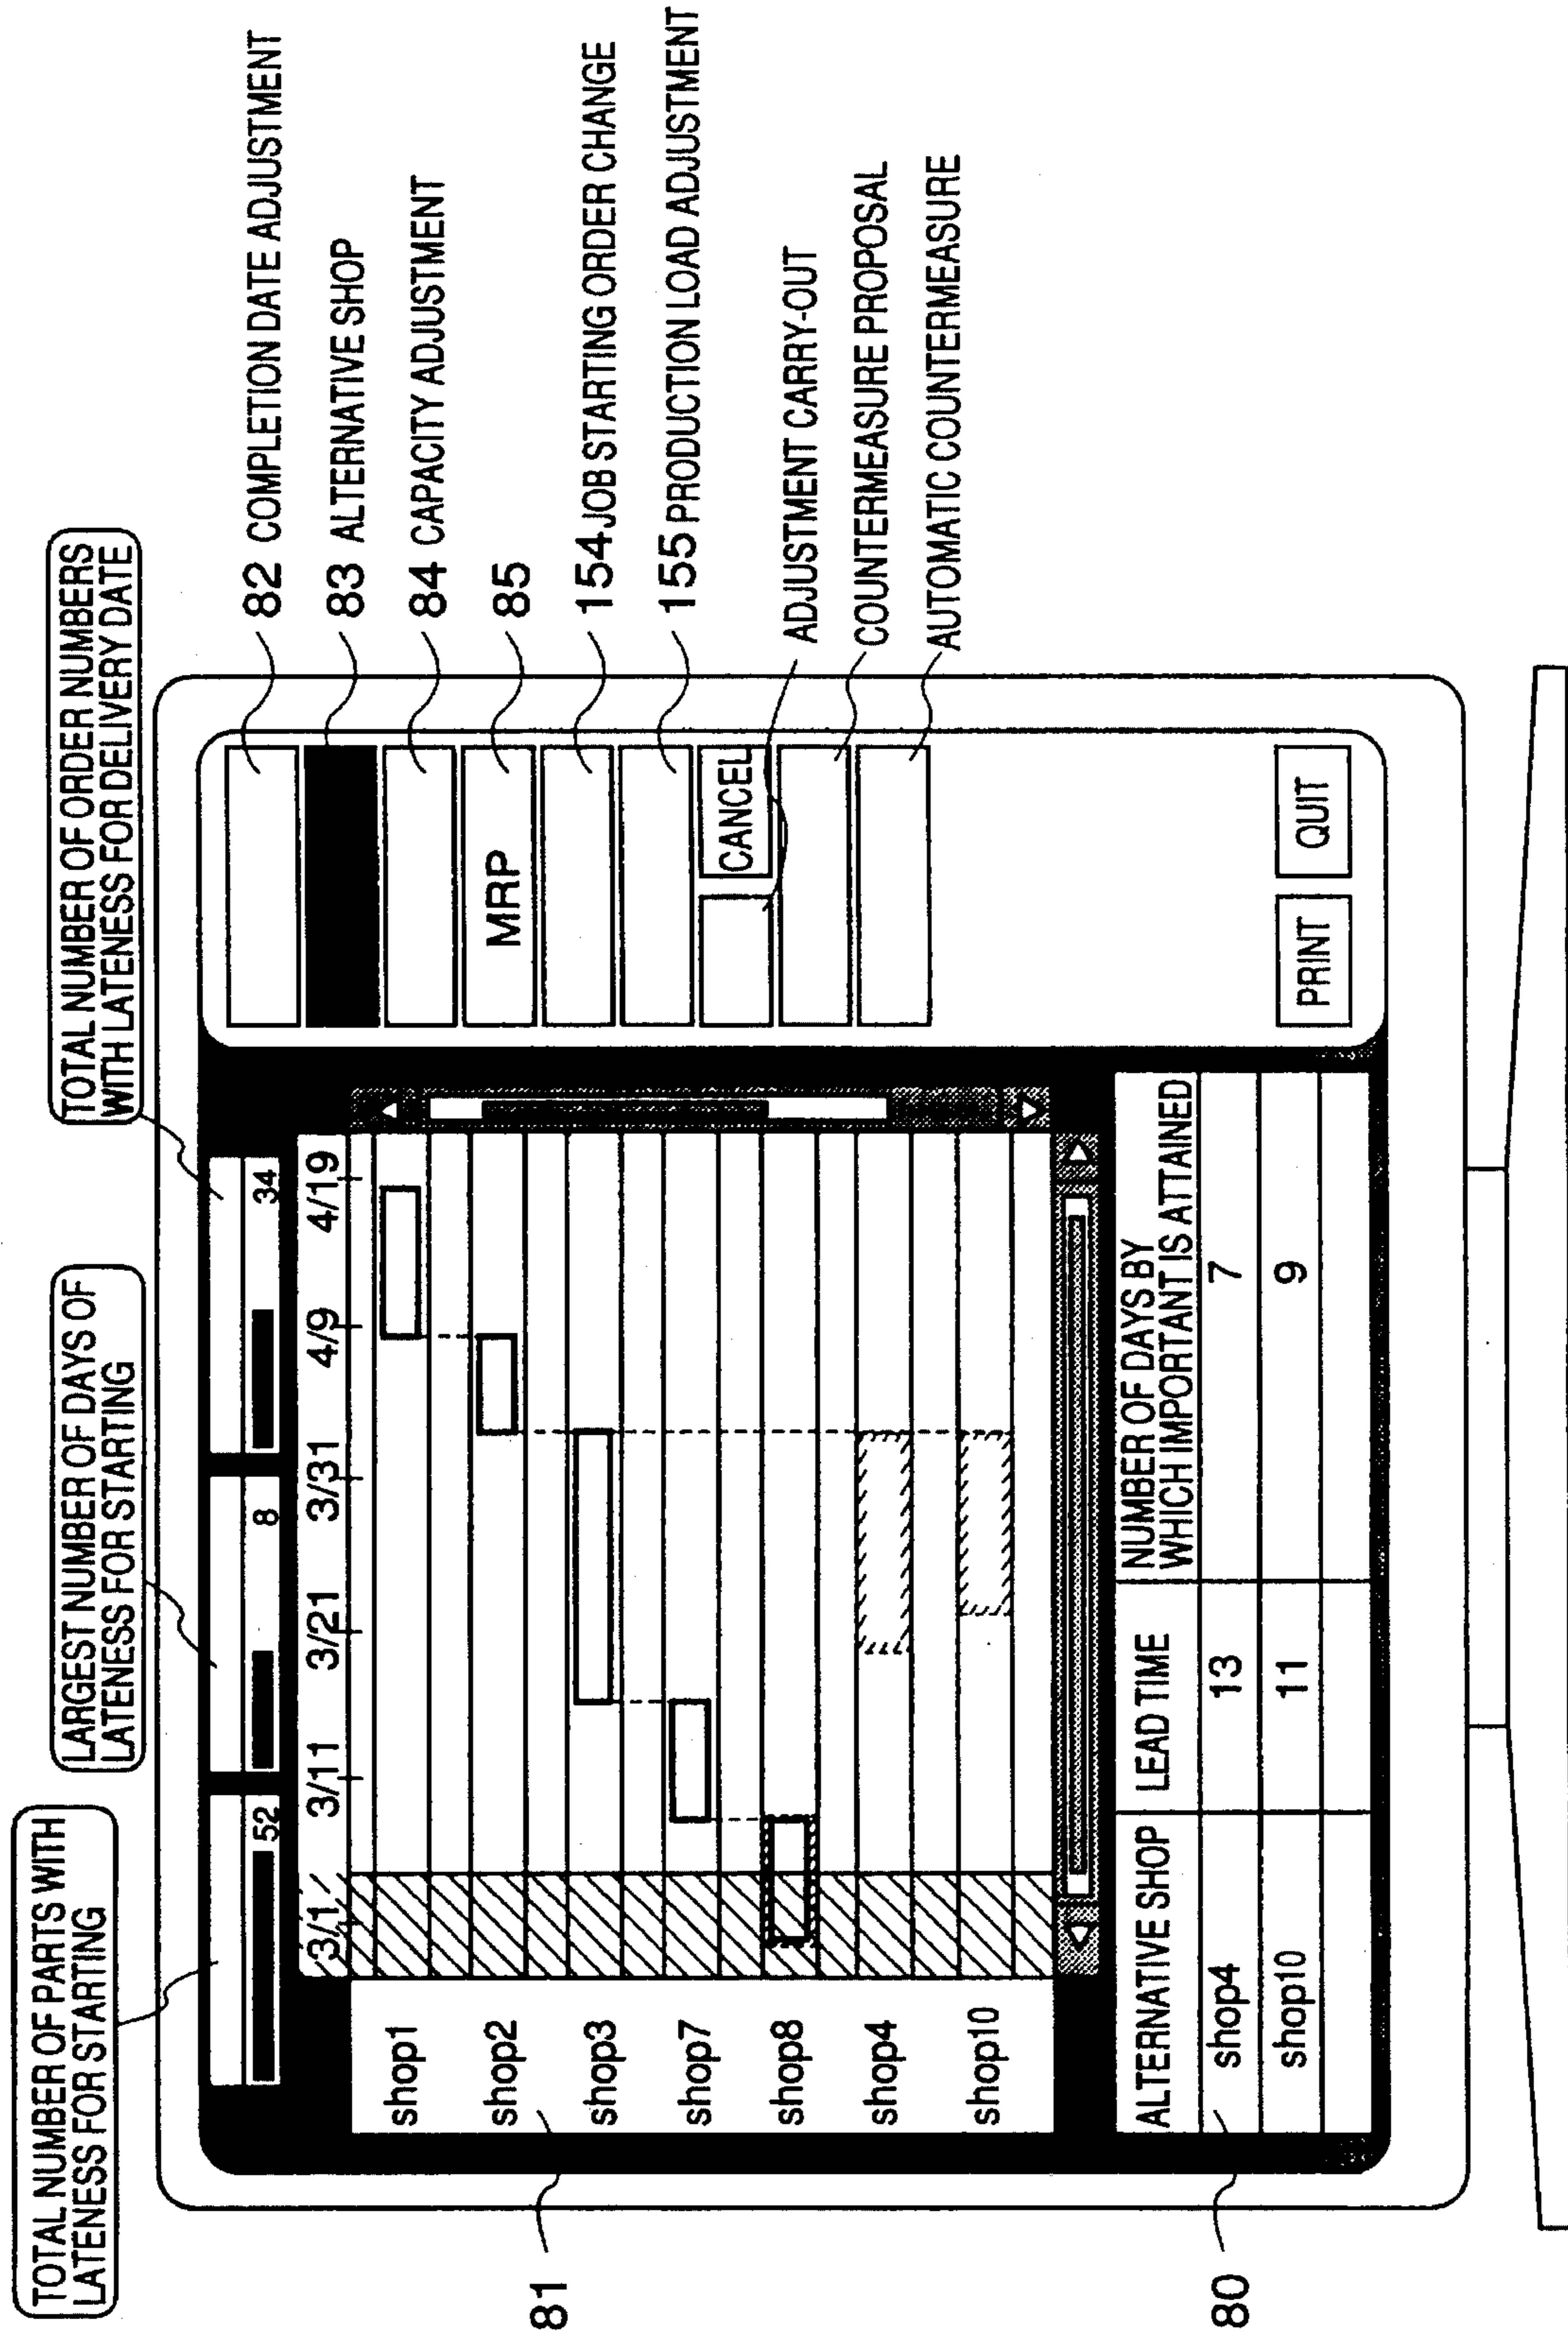 TOTAL NUMBER OF PARTS WITH
LATENESS FOR STARTING
LARGEST NUMBER OF DAYS OF
LATENESS FOR STARTING
TOTAL NUMBER OF ORDER NUMBERS
WITH LATENESS FOR DELIVERY DATE
52
8
34
3/1
3/11
3/21
3/31
4/9
4/19
shop1
shop2
shop3
shop7
shop8
shop4
shop10
81
ALTERNATIVE SHOP
LEAD TIME
NUMBER OF DAYS BY
WHICH IMPORTANT IS ATTAINED
shop4 13 7
shop10 11 9
80
MRP
CANCEL
PRINT
QUIT
82 COMPLETION DATE ADJUSTMENT
83 ALTERNATIVE SHOP
84 CAPACITY ADJUSTMENT
85
154 JOB STARTING ORDER CHANGE
155 PRODUCTION LOAD ADJUSTMENT
ADJUSTMENT CARRY-OUT
COUNTERMEASURE PROPOSAL
AUTOMATIC COUNTERMEASURE